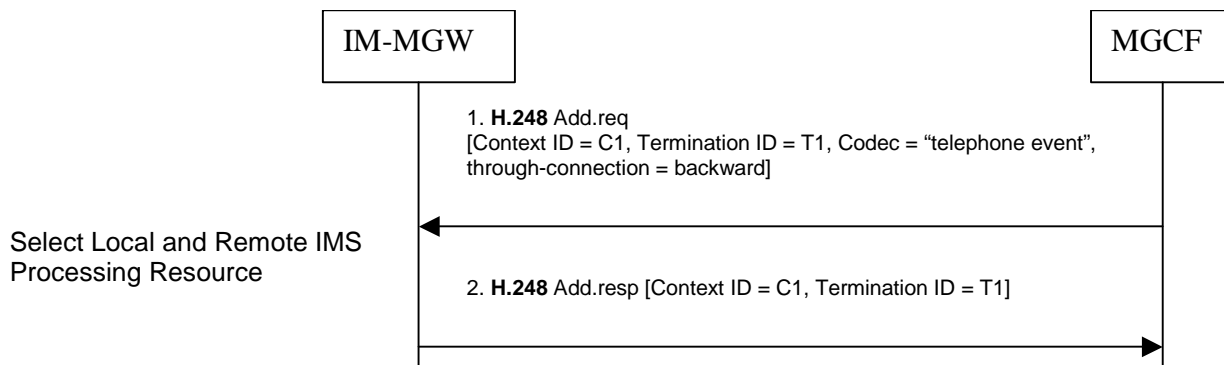 IM-MGW
MGCF
1. H.248 Add.req
[Context ID = C1, Termination ID = T1, Codec = “telephone event”,
through-connection = backward]
Select Local and Remote IMS
Processing Resource
2. H.248 Add.resp [Context ID = C1, Termination ID = T1]